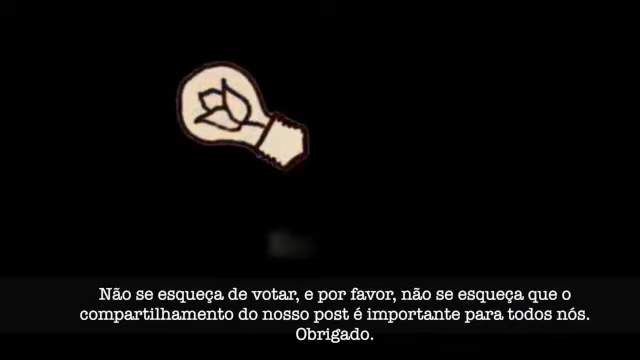 Não se esqueça de votar, e por favor, não se esqueça que o
compartilhamento do nosso post é importante para todos nós.
Obrigado.